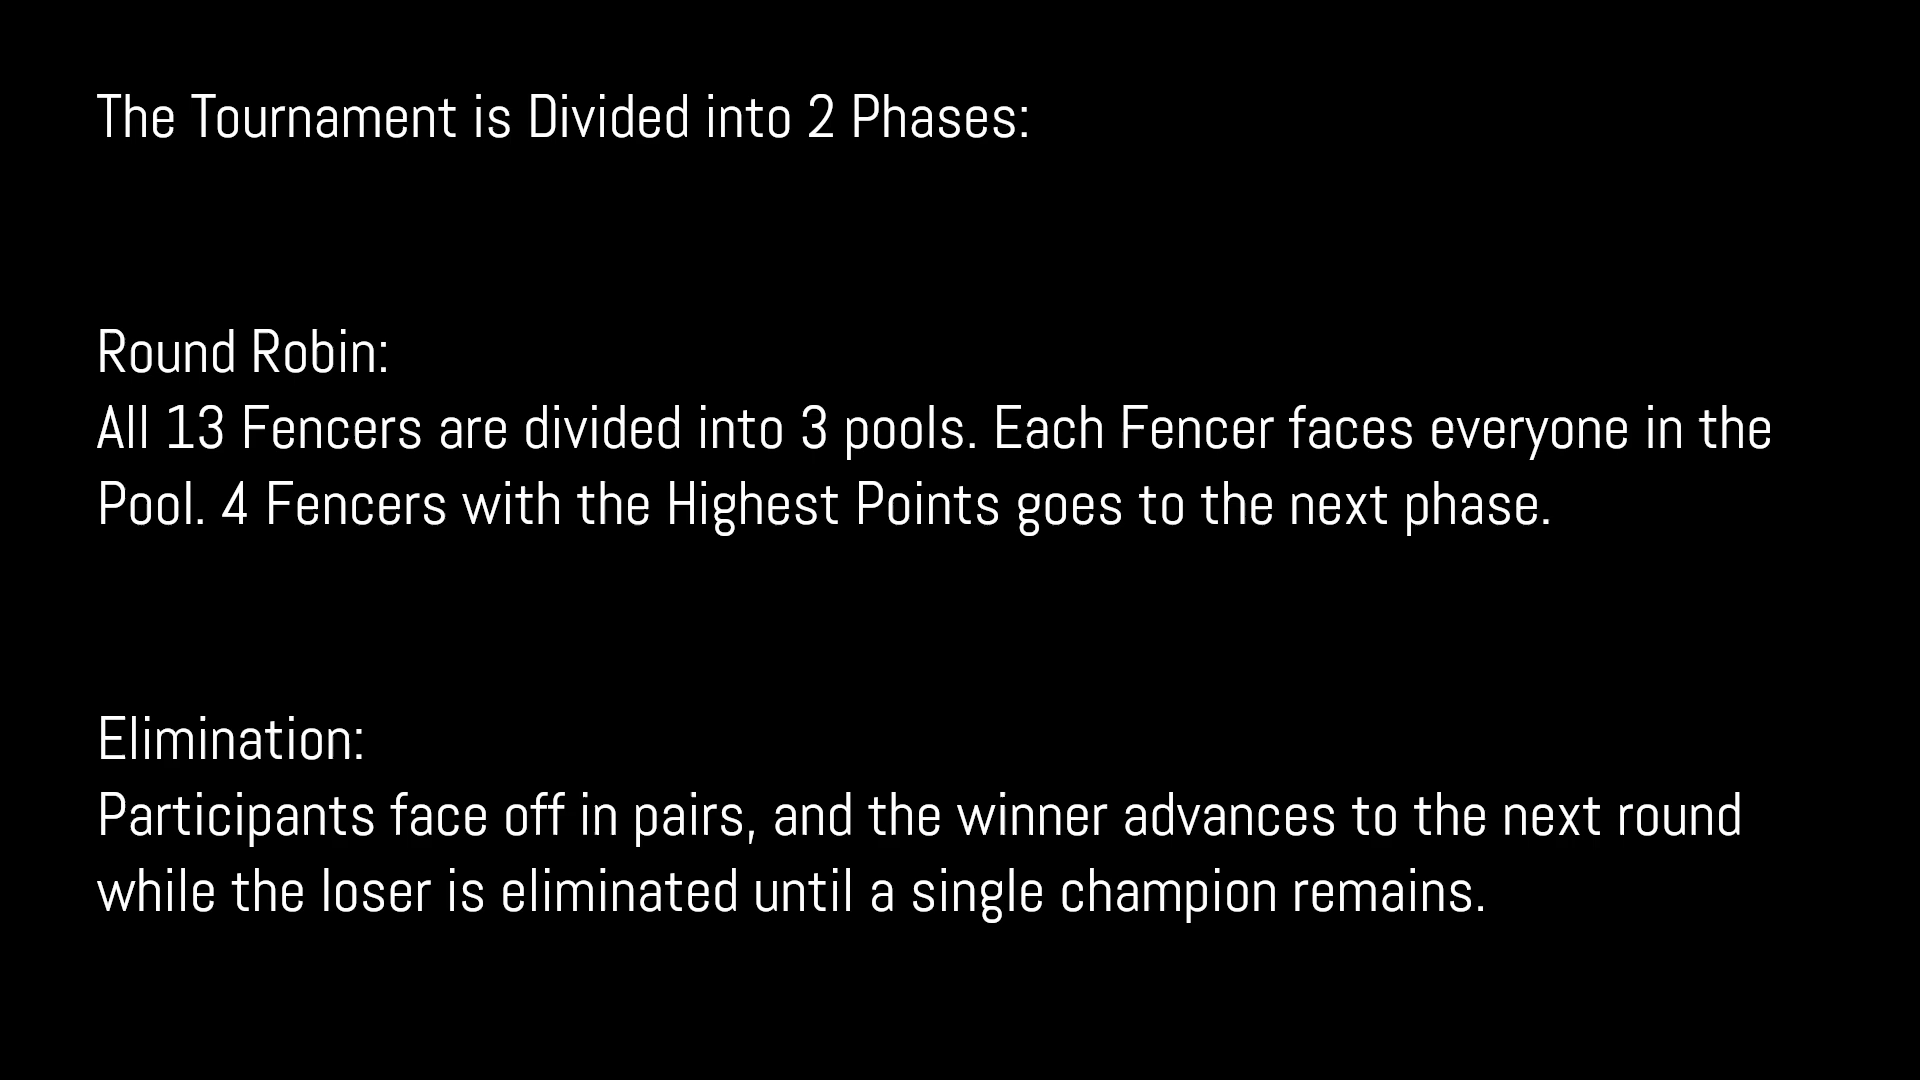 The Tournament is Divided into 2 Phases:
Round Robin:
All 13 Fencers are divided into 3 pools. Each Fencer faces everyone in the
Pool. 4 Fencers with the Highest Points goes to the next phase.
Elimination:
Participants face off in pairs, and the winner advances to the next round
while the loser is eliminated until a single champion remains.